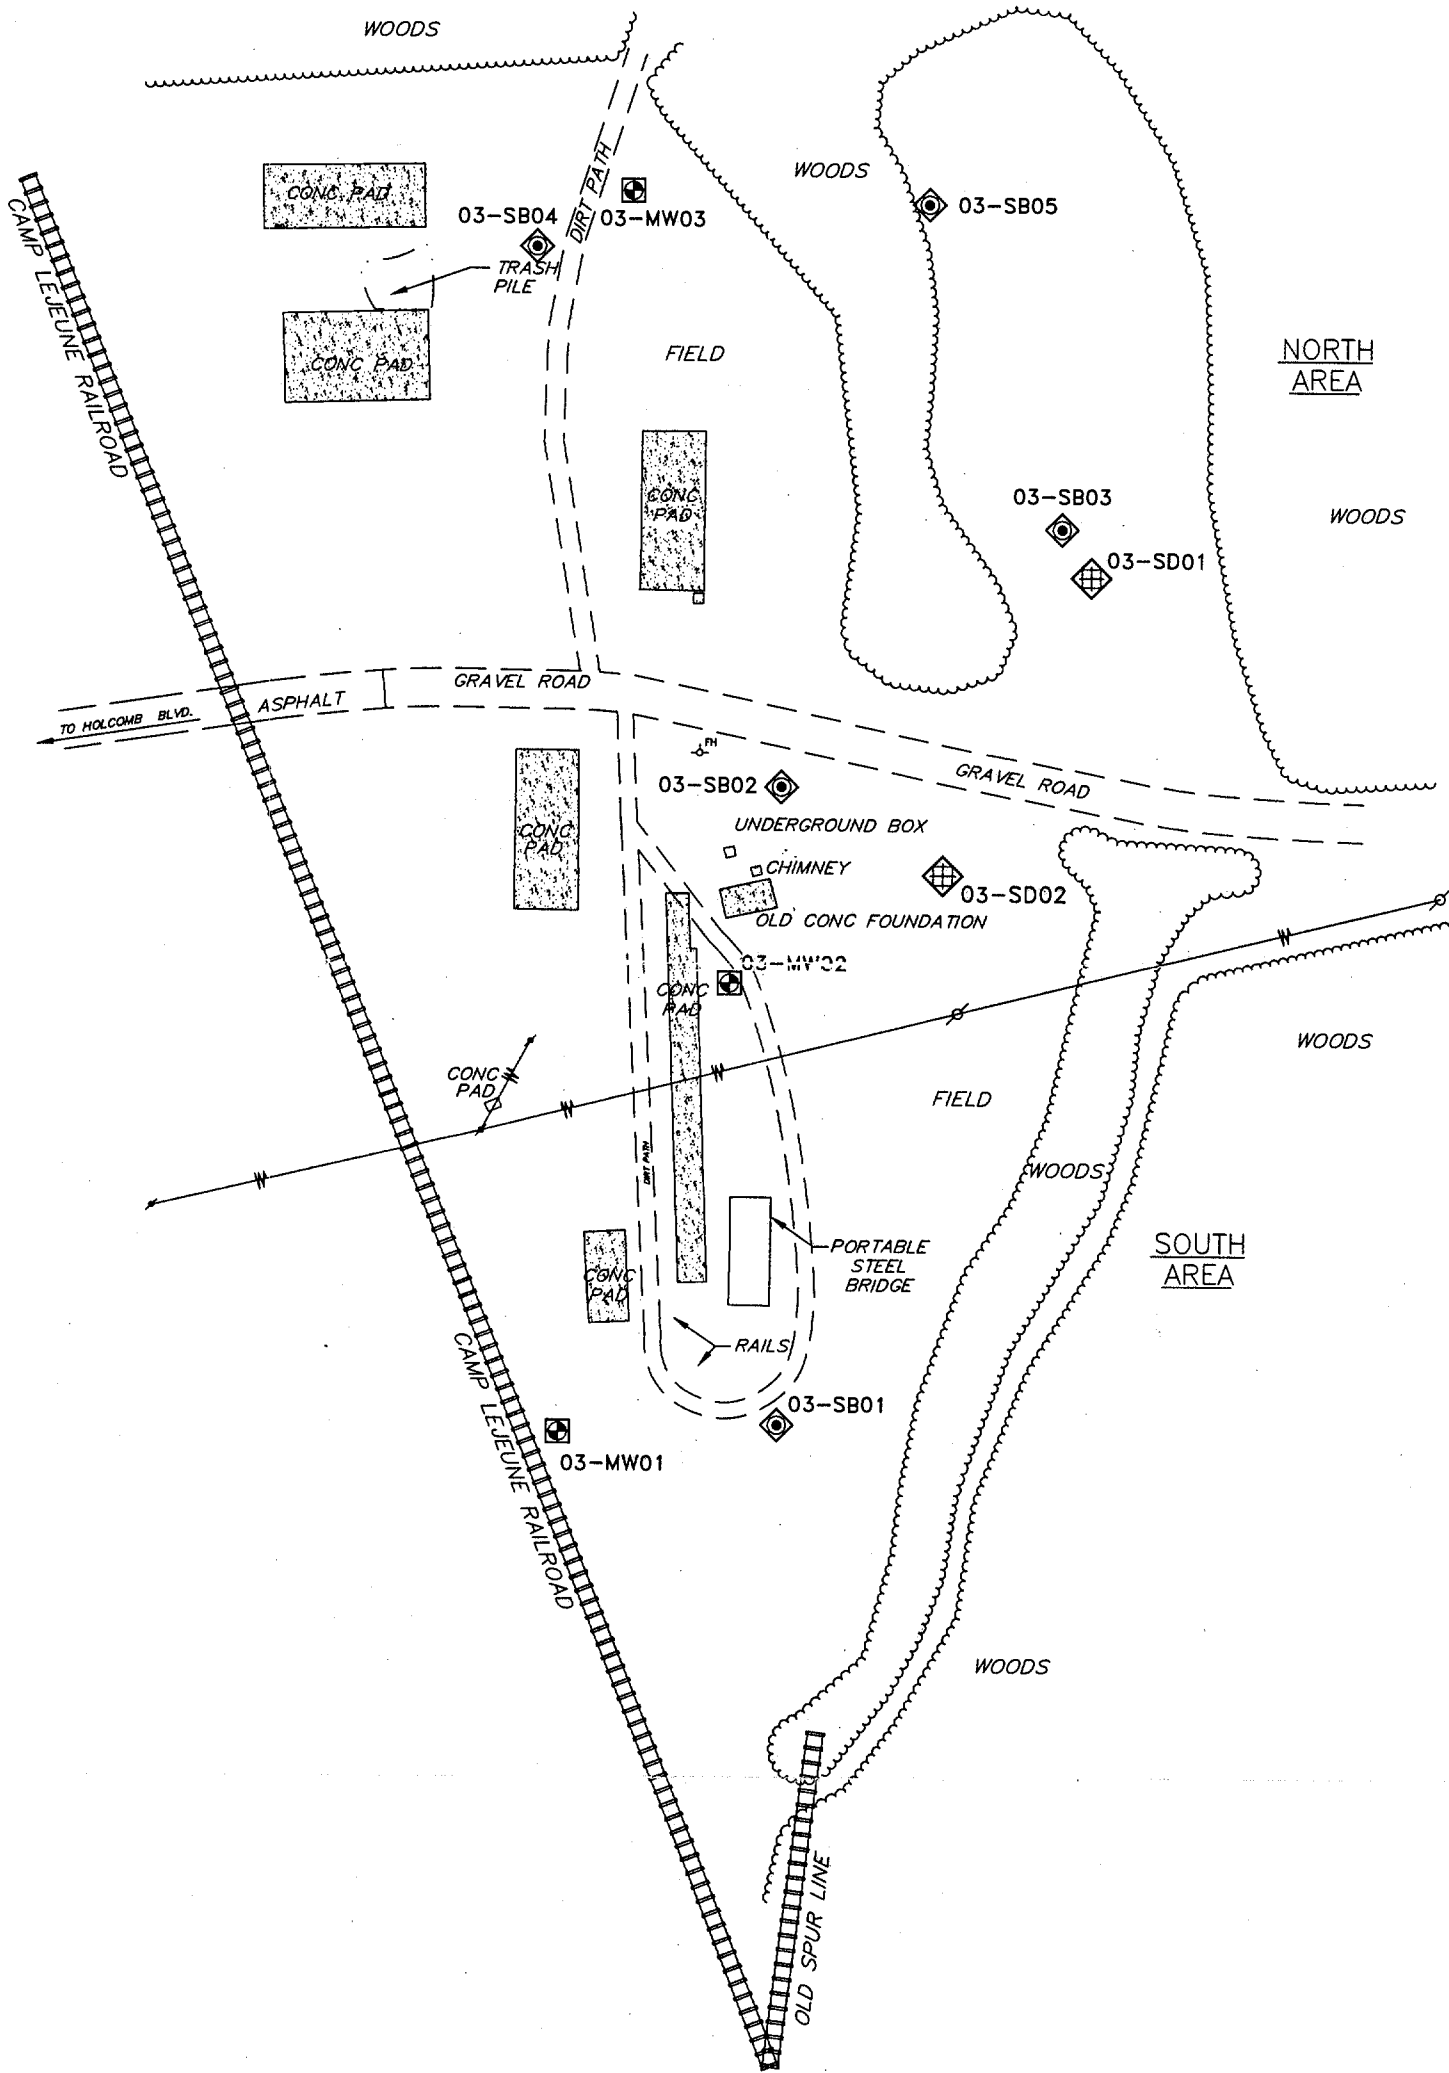 WOODS
WOODS
CONC PAD
DIRT PATH
03-SB04
03-MW03
03-SB05
CAMP LEJEUNE RAILROAD
TRASH
PILE
CONC PAD
FIELD
NORTH
AREA
CONC
PAD
03-SB03
WOODS
03-SD01
GRAVEL ROAD
ASPHALT
TO HOLCOMB BLVD.
FH
03-SB02
GRAVEL ROAD
UNDERGROUND BOX
CONC
PAD
CHIMNEY
03-SD02
OLD CONC FOUNDATION
03-MW02
CONC
PAD
WOODS
CONC
PAD
FIELD
DIRT PATH
WOODS
PORTABLE
STEEL
BRIDGE
SOUTH
AREA
CONC
PAD
RAILS
CAMP LEJEUNE RAILROAD
03-SB01
03-MW01
WOODS
OLD SPUR LINE